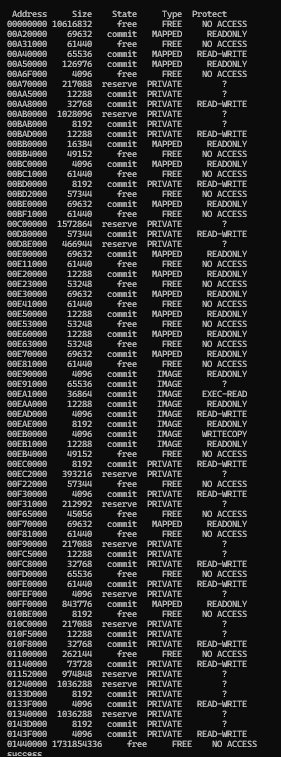 Address Size State Type Protect
00000000 10616832 free FREE NO ACCESS
00A20000 69632 commit MAPPED READONLY
00A31000 61440 free FREE NO ACCESS
00A40000 65536 commit MAPPED READ-WRITE
00A50000 126976 commit MAPPED READONLY
00A6F000 4096 free FREE NO ACCESS
00A70000 217088 reserve PRIVATE ?
00AA5000 12288 commit PRIVATE ?
00AA8000 32768 commit PRIVATE READ-WRITE
00AB0000 1028096 reserve PRIVATE ?
00BAB000 8192 commit PRIVATE ?
00BAD000 12288 commit PRIVATE READ-WRITE
00BB0000 16384 commit MAPPED READONLY
00BB4000 49152 free FREE NO ACCESS
00BC0000 4096 commit MAPPED READONLY
00BC1000 61440 free FREE NO ACCESS
00BD0000 8192 commit PRIVATE READ-WRITE
00BD2000 57344 free FREE NO ACCESS
00BE0000 69632 commit MAPPED READONLY
00BF1000 61440 free FREE NO ACCESS
00C00000 1572864 reserve PRIVATE ?
00D80000 57344 commit PRIVATE READ-WRITE
00D8E000 466944 reserve PRIVATE ?
00E00000 69632 commit MAPPED READONLY
00E11000 61440 free FREE NO ACCESS
00E20000 12288 commit MAPPED READONLY
00E23000 53248 free FREE NO ACCESS
00E30000 69632 commit MAPPED READONLY
00E41000 61440 free FREE NO ACCESS
00E50000 12288 commit MAPPED READONLY
00E53000 53248 free FREE NO ACCESS
00E60000 12288 commit MAPPED READONLY
00E63000 53248 free FREE NO ACCESS
00E70000 69632 commit MAPPED READONLY
00E81000 61440 free FREE NO ACCESS
00E90000 4096 commit IMAGE READONLY
00E91000 65536 commit IMAGE ?
00EA1000 36864 commit IMAGE EXEC-READ
00EAA000 12288 commit IMAGE READONLY
00EAD000 4096 commit IMAGE READ-WRITE
00EAE000 8192 commit IMAGE READONLY
00EB0000 4096 commit IMAGE WRITECOPY
00EB1000 12288 commit IMAGE READONLY
00EB4000 49152 free FREE NO ACCESS
00EC0000 8192 commit PRIVATE READ-WRITE
00EC2000 393216 reserve PRIVATE ?
00F22000 57344 free FREE NO ACCESS
00F30000 4096 commit PRIVATE READ-WRITE
00F31000 212992 reserve PRIVATE ?
00F65000 45056 free FREE NO ACCESS
00F70000 69632 commit MAPPED READONLY
00F81000 61440 free FREE NO ACCESS
00F90000 217088 reserve PRIVATE ?
00FC5000 12288 commit PRIVATE ?
00FC8000 32768 commit PRIVATE READ-WRITE
00FD0000 65536 free FREE NO ACCESS
00FE0000 61440 commit PRIVATE READ-WRITE
00FEF000 4096 reserve PRIVATE ?
00FF0000 843776 commit MAPPED READONLY
010BE000 8192 free FREE NO ACCESS
010C0000 217088 reserve PRIVATE ?
010F5000 12288 commit PRIVATE ?
010F8000 32768 commit PRIVATE READ-WRITE
01100000 262144 free FREE NO ACCESS
01140000 73728 commit PRIVATE READ-WRITE
01152000 974848 reserve PRIVATE ?
01240000 1036288 reserve PRIVATE ?
0133D000 8192 commit PRIVATE ?
0133F000 4096 commit PRIVATE READ-WRITE
01340000 1036288 reserve PRIVATE ?
0143D000 8192 commit PRIVATE ?
0143F000 4096 commit PRIVATE READ-WRITE
01440000 1731854336 free FREE NO ACCESS